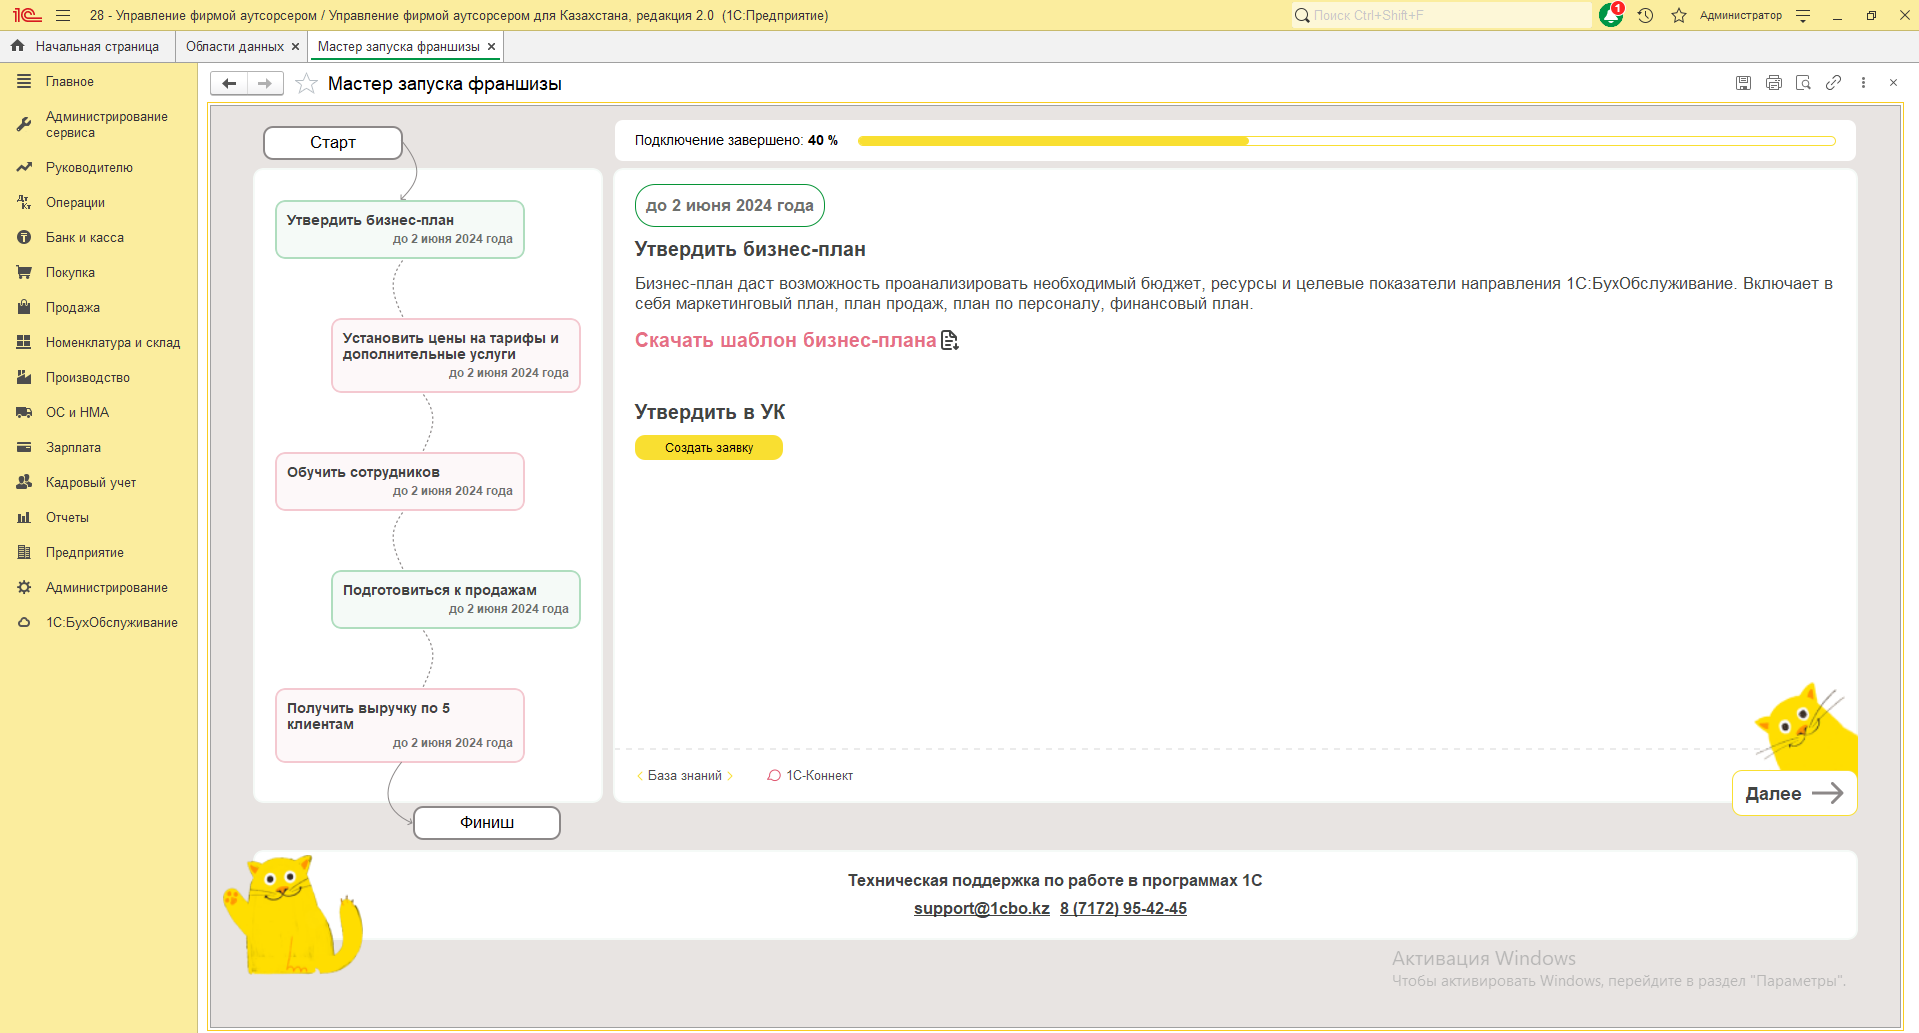 28 - Управление фирмой аутсорсером / Управление фирмой аутсорсером для Казахстана, редакция 2.0 (1С:Предприятие)
Поиск Ctrl+Shift+F
1
Администратор
Начальная страница
Области данных
Мастер запуска франшизы
Главное
Администрирование
сервиса
Руководителю
Операции
Банк и касса
Покупка
Продажа
Номенклатура и склад
Производство
ОС и НМА
Зарплата
Кадровый учет
Отчеты
Предприятие
Администрирование
1С:БухОбслуживание
Мастер запуска франшизы
Старт
Утвердить бизнес-план
до 2 июня 2024 года
Установить цены на тарифы и
дополнительные услуги
до 2 июня 2024 года
Обучить сотрудников
до 2 июня 2024 года
Подготовиться к продажам
до 2 июня 2024 года
Получить выручку по 5
клиентам
до 2 июня 2024 года
Финиш
Подключение завершено: 40 %
до 2 июня 2024 года
Утвердить бизнес-план
Бизнес-план даст возможность проанализировать необходимый бюджет, ресурсы и целевые показатели направления 1С:БухОбслуживание. Включает в
себя маркетинговый план, план продаж, план по персоналу, финансовый план.
Скачать шаблон бизнес-плана
Утвердить в УК
Создать заявку
База знаний
1С-Коннект
Далее
Техническая поддержка по работе в программах 1С
support@1cbo.kz 8 (7172) 95-42-45
Активация Windows
Чтобы активировать Windows, перейдите в раздел "Параметры".